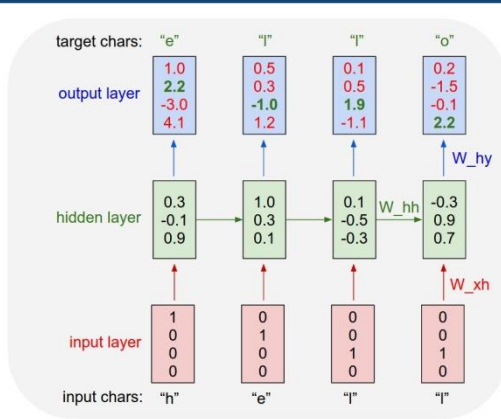 target chars: “e” “l” “l” “o”
output layer
1.0 0.5 0.1 0.2
2.2 0.3 0.5 -1.5
-3.0 -1.0 1.9 -0.1
4.1 1.2 -1.1 2.2
W_hy
hidden layer
0.3 1.0 0.1 -0.3
-0.1 0.3 -0.5 0.9
0.9 0.1 -0.3 0.7
W_hh
W_xh
input layer
1 0 0 0
0 1 0 0
0 0 1 1
0 0 0 0
input chars: “h” “e” “l” “l”